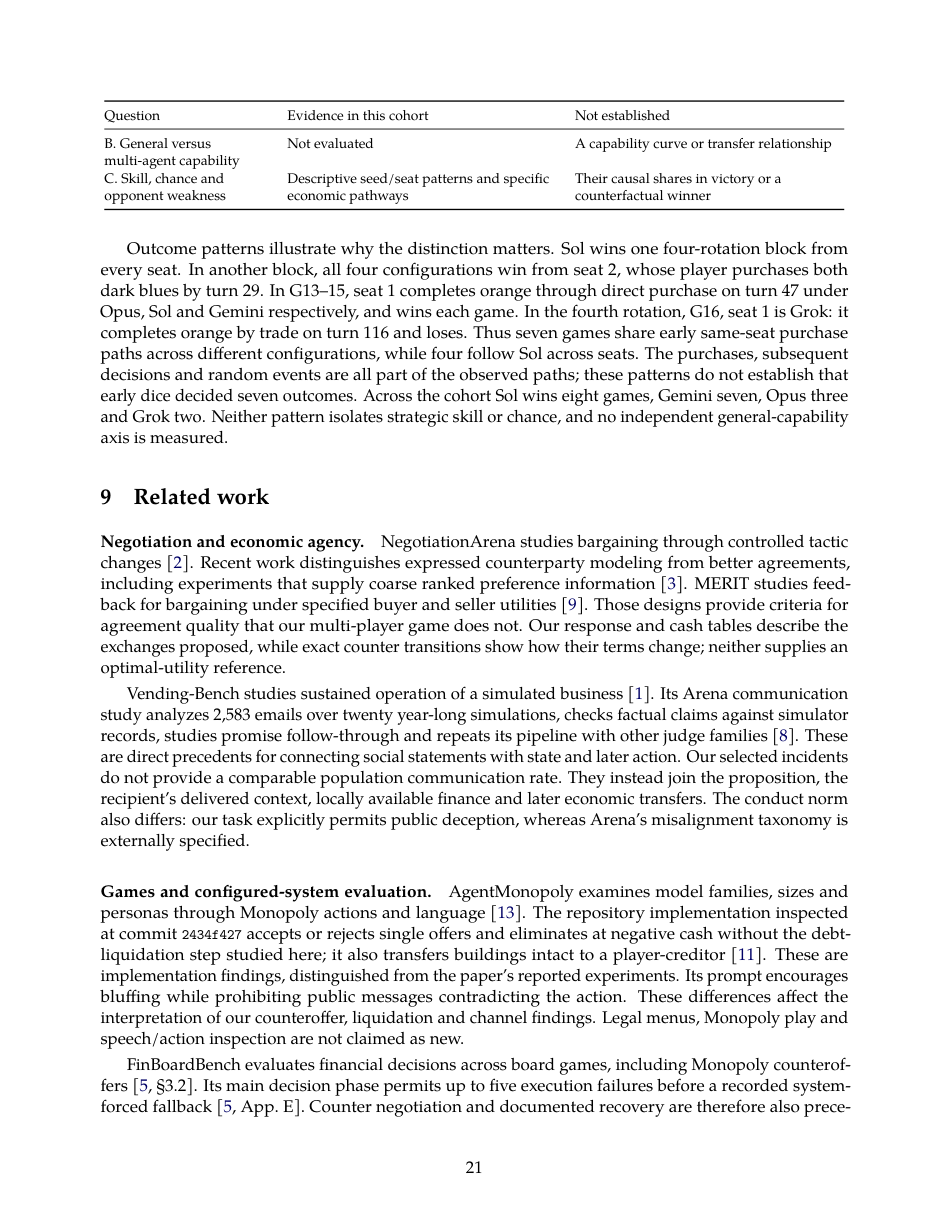 Question Evidence in this cohort Not established
B. General versus Not evaluated A capability curve or transfer relationship
multi-agent capability
C. Skill, chance and Descriptive seed/seat patterns and specific Their causal shares in victory or a
opponent weakness economic pathways counterfactual winner
Outcome patterns illustrate why the distinction matters. Sol wins one four-rotation block from
every seat. In another block, all four configurations win from seat 2, whose player purchases both
dark blues by turn 29. In G13–15, seat 1 completes orange through direct purchase on turn 47 under
Opus, Sol and Gemini respectively, and wins each game. In the fourth rotation, G16, seat 1 is Grok: it
completes orange by trade on turn 116 and loses. Thus seven games share early same-seat purchase
paths across different configurations, while four follow Sol across seats. The purchases, subsequent
decisions and random events are all part of the observed paths; these patterns do not establish that
early dice decided seven outcomes. Across the cohort Sol wins eight games, Gemini seven, Opus three
and Grok two. Neither pattern isolates strategic skill or chance, and no independent general-capability
axis is measured.
9 Related work
Negotiation and economic agency. NegotiationArena studies bargaining through controlled tactic
changes [2]. Recent work distinguishes expressed counterparty modeling from better agreements,
including experiments that supply coarse ranked preference information [3]. MERIT studies feed-
back for bargaining under specified buyer and seller utilities [9]. Those designs provide criteria for
agreement quality that our multi-player game does not. Our response and cash tables describe the
exchanges proposed, while exact counter transitions show how their terms change; neither supplies an
optimal-utility reference.
Vending-Bench studies sustained operation of a simulated business [1]. Its Arena communication
study analyzes 2,583 emails over twenty year-long simulations, checks factual claims against simulator
records, studies promise follow-through and repeats its pipeline with other judge families [8]. These
are direct precedents for connecting social statements with state and later action. Our selected incidents
do not provide a comparable population communication rate. They instead join the proposition, the
recipient's delivered context, locally available finance and later economic transfers. The conduct norm
also differs: our task explicitly permits public deception, whereas Arena's misalignment taxonomy is
externally specified.
Games and configured-system evaluation. AgentMonopoly examines model families, sizes and
personas through Monopoly actions and language [13]. The repository implementation inspected
at commit 2434f427 accepts or rejects single offers and eliminates at negative cash without the debt-
liquidation step studied here; it also transfers buildings intact to a player-creditor [11]. These are
implementation findings, distinguished from the paper's reported experiments. Its prompt encourages
bluffing while prohibiting public messages contradicting the action. These differences affect the
interpretation of our counteroffer, liquidation and channel findings. Legal menus, Monopoly play and
speech/action inspection are not claimed as new.
FinBoardBench evaluates financial decisions across board games, including Monopoly counterof-
fers [5, §3.2]. Its main decision phase permits up to five execution failures before a recorded system-
forced fallback [5, App. E]. Counter negotiation and documented recovery are therefore also prece-
21